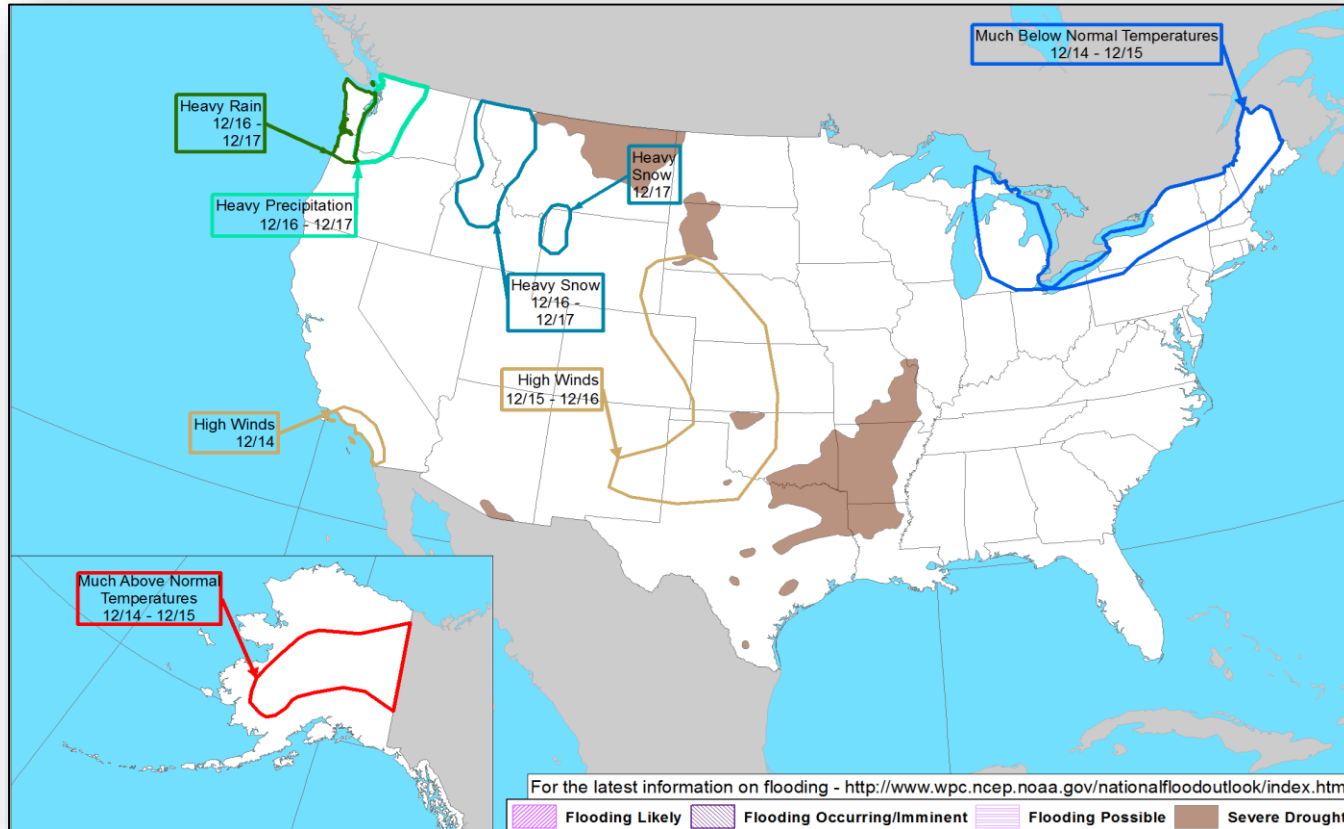 Much Below Normal Temperatures
12/14 - 12/15
Heavy Rain
12/16 -
12/17
Heavy
Snow
12/17
Heavy Precipitation
12/16 - 12/17
Heavy Snow
12/16 -
12/17
High Winds
12/15 - 12/16
High Winds
12/14
Much Above Normal
Temperatures
12/14 - 12/15
For the latest information on flooding - http://www.wpc.ncep.noaa.gov/nationalfloodoutlook/index.htm
Flooding Likely
Flooding Occurring/Imminent
Flooding Possible
Severe Drough